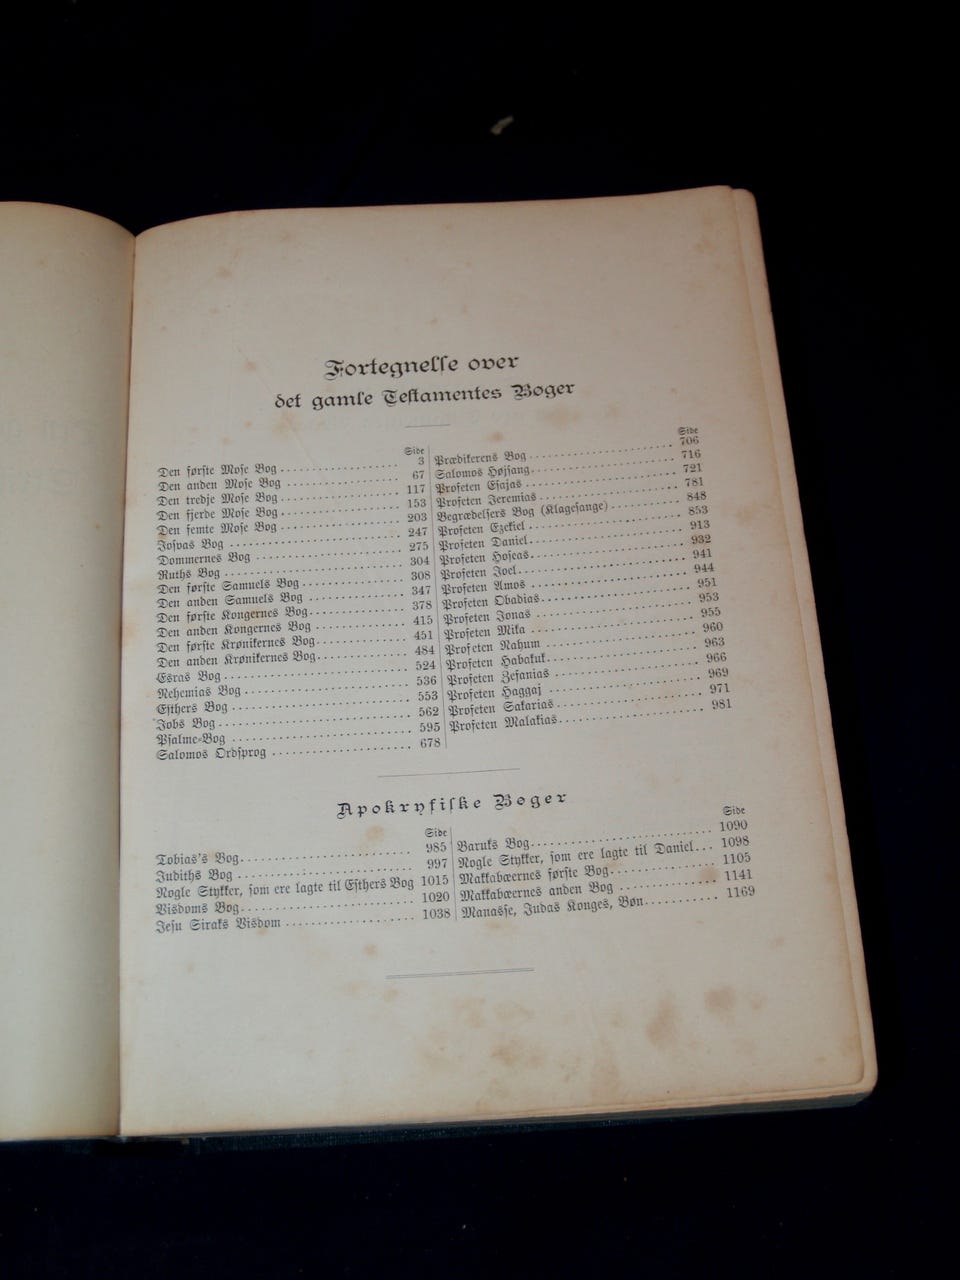 Fortegnelse over
det gamle Testamentes Bøger
Side
Den første Mose Bog 3
Den anden Mose Bog 67
Den tredje Mose Bog 117
Den fjerde Mose Bog 153
Den femte Mose Bog 203
Josvas Bog 247
Dommernes Bog 275
Ruths Bog 304
Den første Samuels Bog 308
Den anden Samuels Bog 347
Den første Kongernes Bog 378
Den anden Kongernes Bog 415
Den første Krønikernes Bog 451
Den anden Krønikernes Bog 484
Esras Bog 524
Nehemias Bog 536
Esthers Bog 553
Jobs Bog 562
Psalme-Bog 595
Salomos Ordsprog 678
Side
Prædikerens Bog 706
Salomos Højsang 716
Profeten Esajas 721
Profeten Jeremias 781
Begrædelsers Bog (Klagesange) 848
Profeten Ezekiel 853
Profeten Daniel 913
Profeten Hoseas 932
Profeten Joel 941
Profeten Amos 944
Profeten Obadias 951
Profeten Jonas 953
Profeten Mika 955
Profeten Nahum 960
Profeten Habakuk 963
Profeten Zefanias 966
Profeten Haggaj 969
Profeten Sakarias 971
Profeten Malakias 981
Apokryfiske Bøger
Side
Tobias's Bog 985
Judiths Bog 997
Nogle Stykker, som ere lagte til Esthers Bog 1015
Visdoms Bog 1020
Jesu Siraks Visdom 1038
Side
Baruks Bog 1090
Nogle Stykker, som ere lagte til Daniel 1098
Makkabæernes første Bog 1105
Makkabæernes anden Bog 1141
Manasse, Judas Konges, Bøn 1169